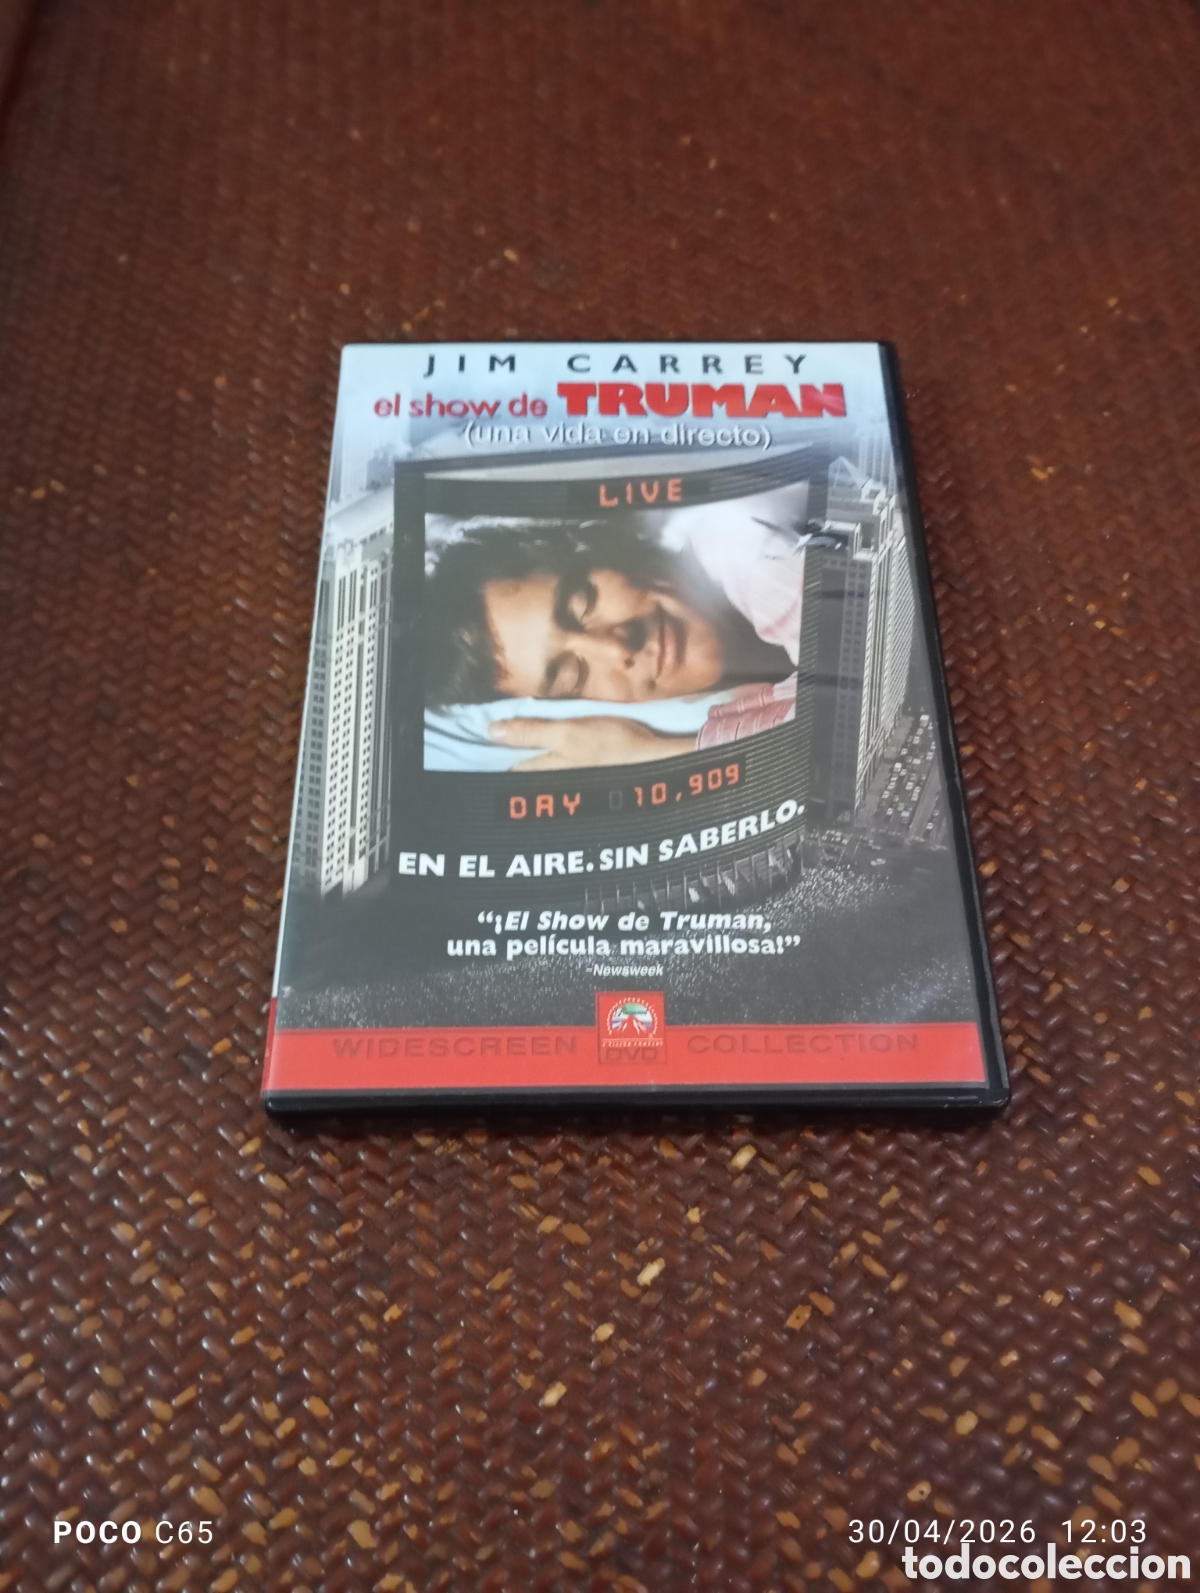 JIM CARREY
el show de TRUMAN
(una vida en directo)
LIVE
DAY 10,909
EN EL AIRE. SIN SABERLO.
“¡El Show de Truman,
una película maravillosa!”
-Newsweek
WIDESCREEN DVD COLLECTION
POCO C65
30/04/2026 12:03
todocoleccion